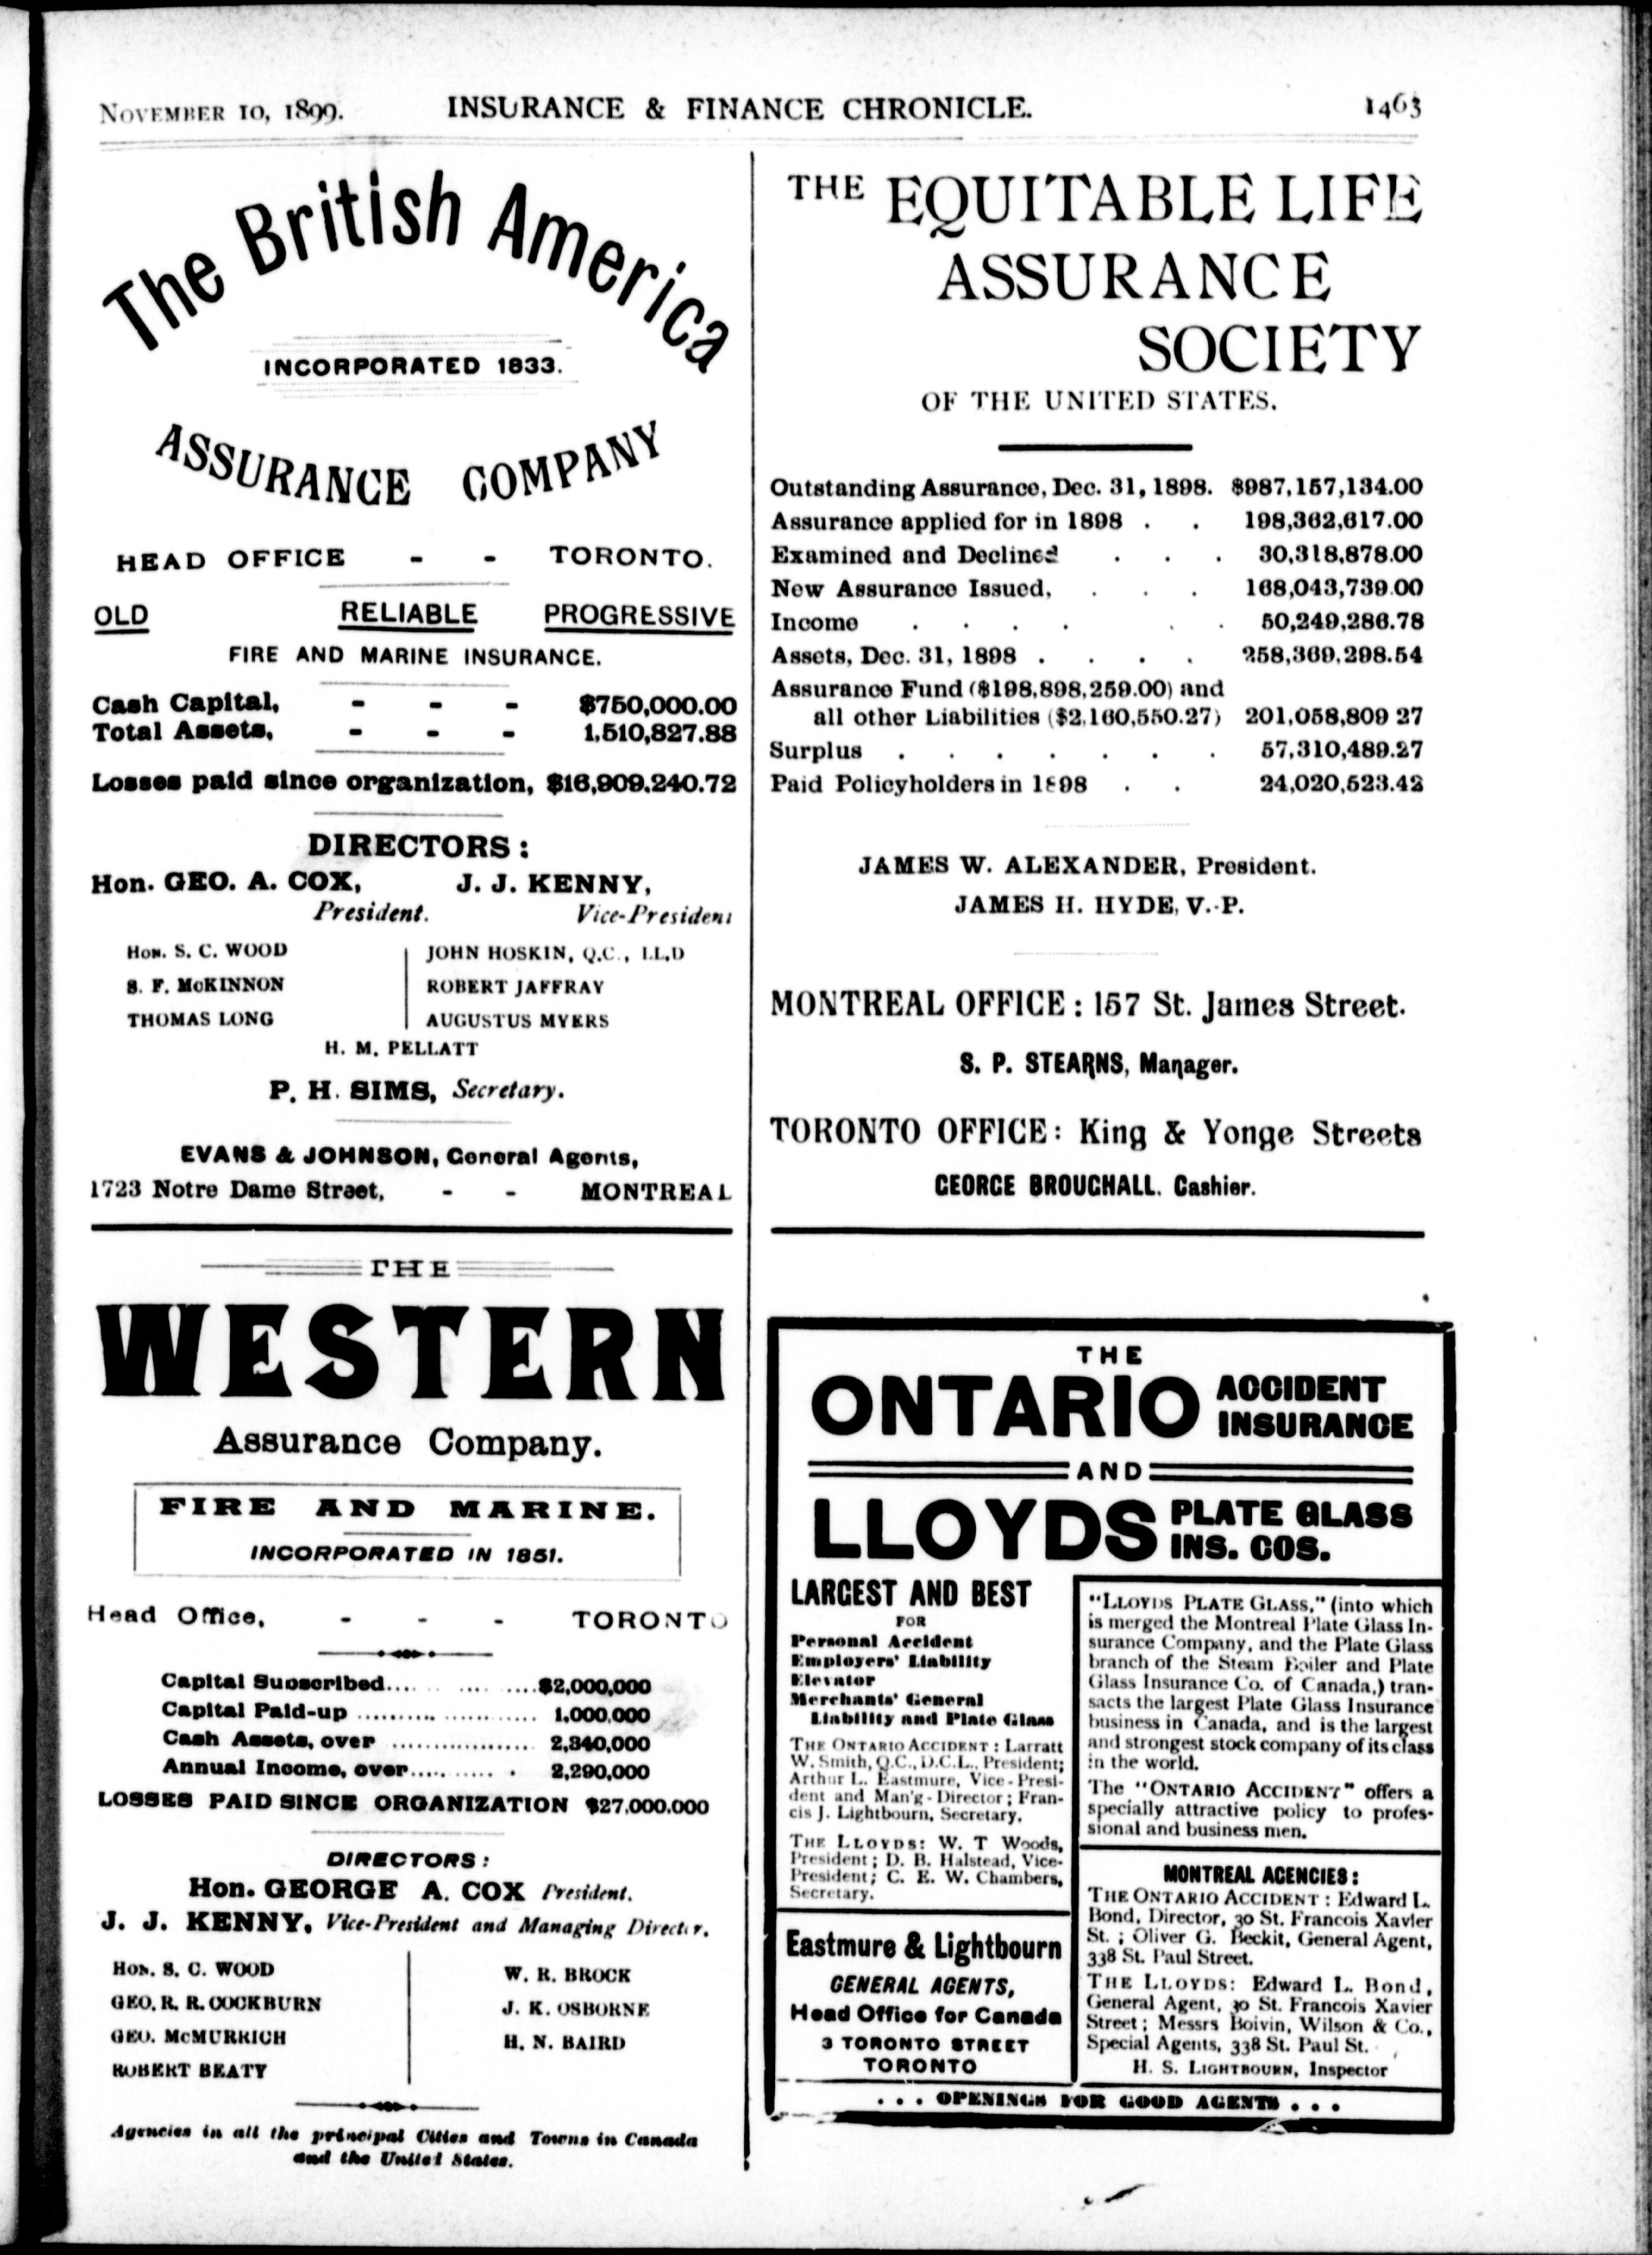 NOVEMBER 10, 1899. INSURANCE & FINANCE CHRONICLE. 1463
The British America
INCORPORATED 1833.
ASSURANCE COMPANY
HEAD OFFICE - - TORONTO.
OLD RELIABLE PROGRESSIVE
FIRE AND MARINE INSURANCE.
Cash Capital, - - - $750,000.00
Total Assets, - - - 1,510,827.88
Losses paid since organization, $16,909,240.72
DIRECTORS:
Hon. GEO. A. COX, J. J. KENNY,
President. Vice-President
HON. S. C. WOOD JOHN HOSKIN, Q.C., LL.D
S. F. McKINNON ROBERT JAFFRAY
THOMAS LONG AUGUSTUS MYERS
H. M. PELLATT
P. H. SIMS, Secretary.
EVANS & JOHNSON, General Agents,
1723 Notre Dame Street, - - MONTREAL
THE
WESTERN
Assurance Company.
FIRE AND MARINE.
INCORPORATED IN 1851.
Head Office, - - - TORONTO
Capital Subscribed... .. ... ....$2,000,000
Capital Paid-up .......... ............ 1,000,000
Cash Assets, over .................. 2,340,000
Annual Income, over.... ...... . 2,290,000
LOSSES PAID SINCE ORGANIZATION $27,000,000
DIRECTORS:
Hon. GEORGE A. COX President.
J. J. KENNY, Vice-President and Managing Director.
HON. S. C. WOOD W. R. BROCK
GEO. R. R. COCKBURN J. K. OSBORNE
GEO. McMURRICH H. N. BAIRD
ROBERT BEATY
Agencies in all the principal Cities and Towns in Canada
and the United States.
THE EQUITABLE LIFE
ASSURANCE
SOCIETY
OF THE UNITED STATES.
Outstanding Assurance, Dec. 31, 1898. $987,157,134.00
Assurance applied for in 1898 . . 198,362,617.00
Examined and Declined . . . 30,318,878.00
New Assurance Issued, . . . 168,043,739.00
Income . . . . . . 50,249,286.78
Assets, Dec. 31, 1898 . . . . 258,369,298.54
Assurance Fund ($198,898,259.00) and
all other Liabilities ($2,160,550.27) 201,058,809 27
Surplus . . . . . . . 57,310,489.27
Paid Policyholders in 1898 . . 24,020,523.42
JAMES W. ALEXANDER, President.
JAMES H. HYDE, V.-P.
MONTREAL OFFICE: 157 St. James Street.
S. P. STEARNS, Manager.
TORONTO OFFICE: King & Yonge Streets
GEORGE BROUGHALL. Cashier.
THE
ONTARIO ACCIDENT
INSURANCE
AND
LLOYDS PLATE GLASS
INS. COS.
LARGEST AND BEST
FOR
Personal Accident
Employers' Liability
Elevator
Merchants' General
Liability and Plate Glass
THE ONTARIO ACCIDENT: Larratt
W. Smith, Q.C., D.C.L., President;
Arthur L. Eastmure, Vice-Presi-
dent and Man'g-Director; Fran-
cis J. Lightbourn, Secretary.
THE LLOYDS: W. T Woods,
President; D. B. Halstead, Vice-
President; C. E. W. Chambers,
Secretary.
Eastmure & Lightbourn
GENERAL AGENTS,
Head Office for Canada
3 TORONTO STREET
TORONTO
"LLOYDS PLATE GLASS," (into which
is merged the Montreal Plate Glass In-
surance Company, and the Plate Glass
branch of the Steam Boiler and Plate
Glass Insurance Co. of Canada,) tran-
sacts the largest Plate Glass Insurance
business in Canada, and is the largest
and strongest stock company of its class
in the world.
The "ONTARIO ACCIDENT" offers a
specially attractive policy to profes-
sional and business men.
MONTREAL AGENCIES:
THE ONTARIO ACCIDENT: Edward L.
Bond, Director, 30 St. Francois Xavier
St.; Oliver G. Beckit, General Agent,
338 St. Paul Street.
THE LLOYDS: Edward L. Bond,
General Agent, 30 St. Francois Xavier
Street; Messrs Boivin, Wilson & Co.,
Special Agents, 338 St. Paul St.
H. S. LIGHTBOURN, Inspector
... OPENINGS FOR GOOD AGENTS ...